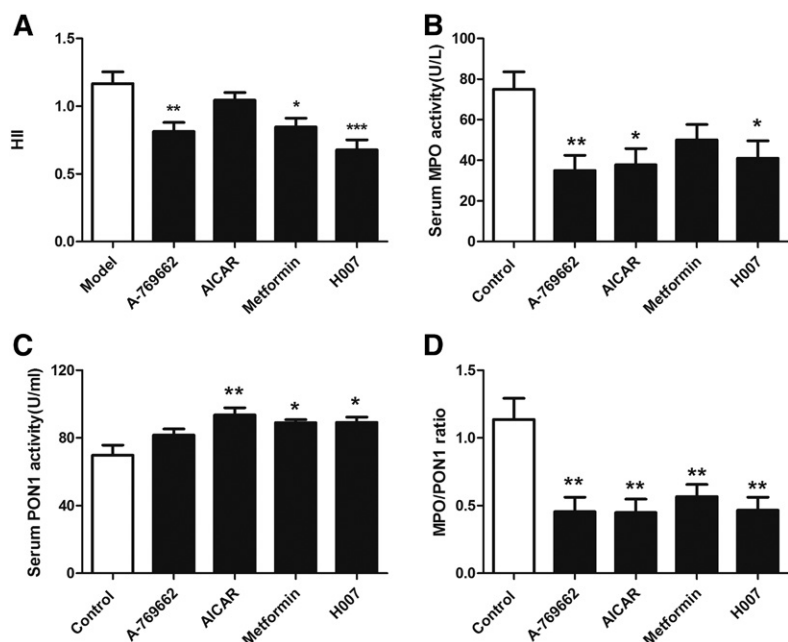 A
HII
1.5
1.0
0.5
0.0
**
*
***
Model
A-769662
AICAR
Metformin
H007
B
Serum MPO activity(U/L)
100
80
60
40
20
0
**
*
*
Control
A-769662
AICAR
Metformin
H007
C
Serum PON1 activity(U/ml)
120
80
40
0
**
*
*
Control
A-769662
AICAR
Metformin
H007
D
MPO/PON1 ratio
1.5
1.0
0.5
0.0
**
**
**
**
Control
A-769662
AICAR
Metformin
H007